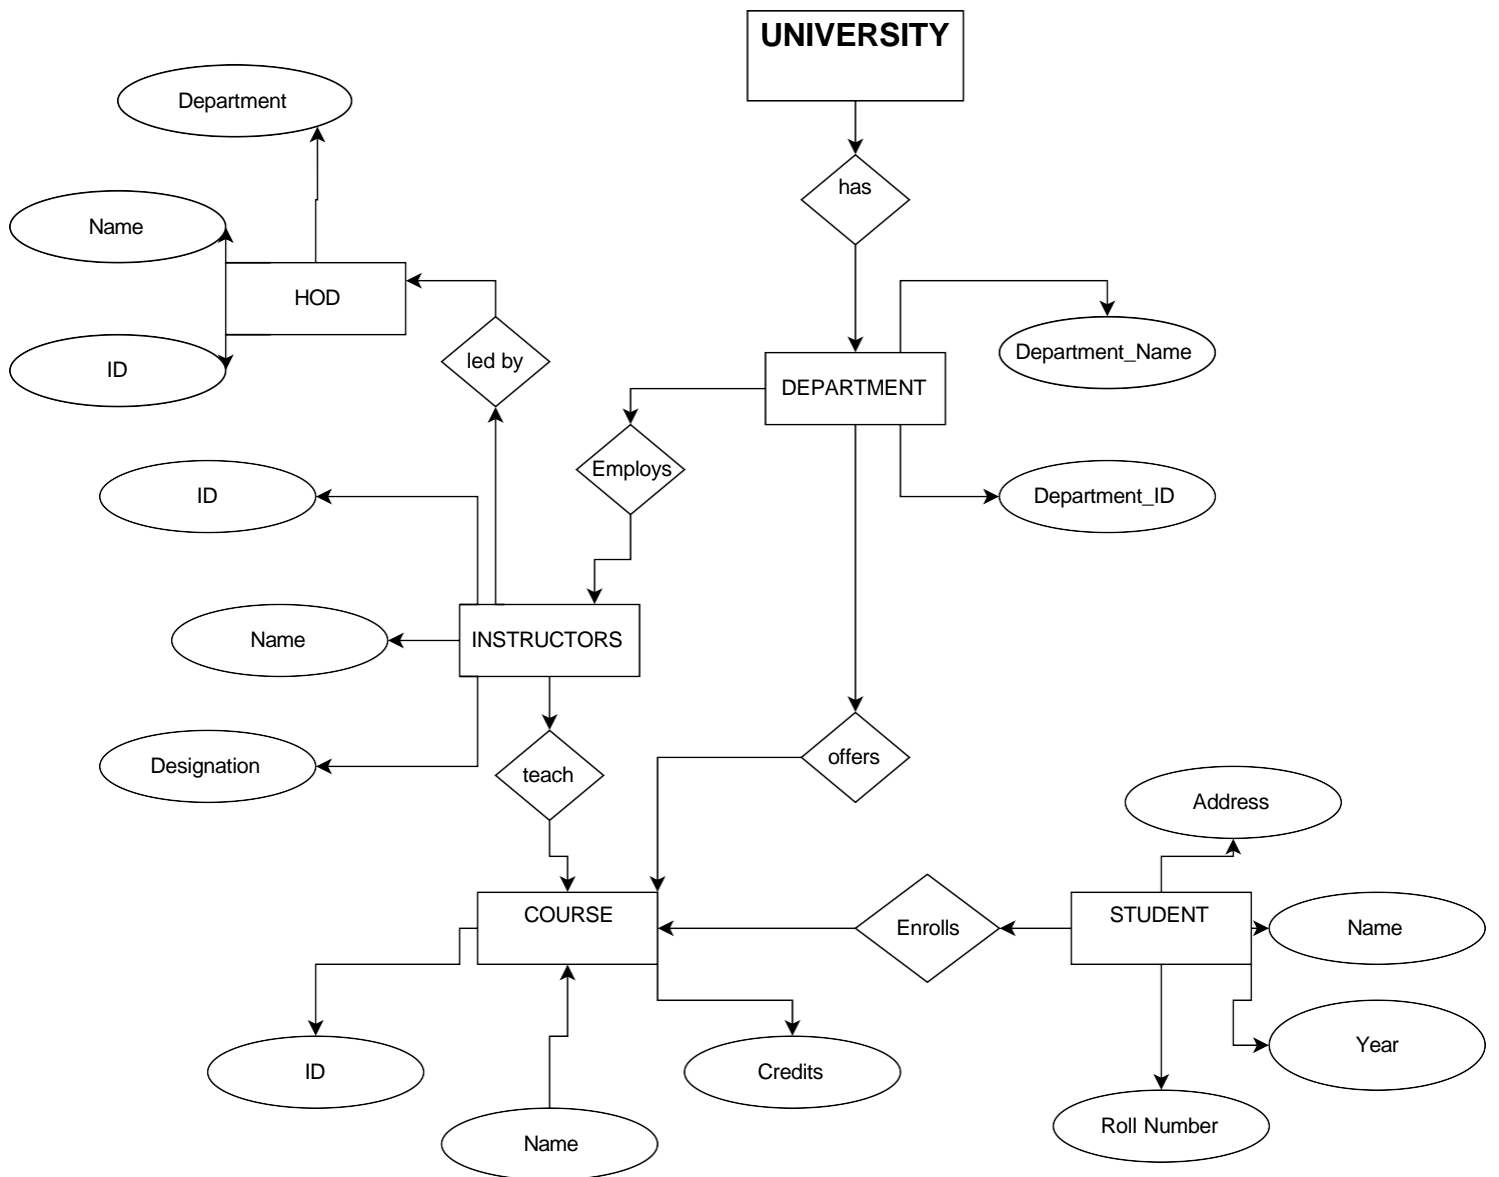 UNIVERSITY
Department
has
Name
HOD
Department_Name
led by
ID
DEPARTMENT
Employs
ID
Department_ID
Name
INSTRUCTORS
Designation
teach
offers
Address
COURSE
Enrolls
STUDENT
Name
ID
Credits
Year
Name
Roll Number